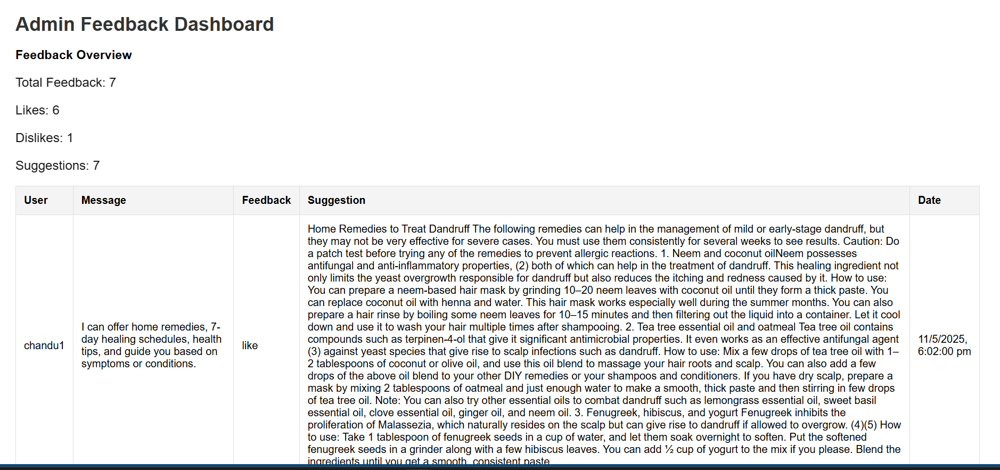 Admin Feedback Dashboard
Feedback Overview
Total Feedback: 7
Likes: 6
Dislikes: 1
Suggestions: 7
User Message Feedback Suggestion Date
chandu1
I can offer home remedies, 7-
day healing schedules, health
tips, and guide you based on
symptoms or conditions.
like
Home Remedies to Treat Dandruff The following remedies can help in the management of mild or early-stage dandruff, but
they may not be very effective for severe cases. You must use them consistently for several weeks to see results. Caution: Do
a patch test before trying any of the remedies to prevent allergic reactions. 1. Neem and coconut oilNeem possesses
antifungal and anti-inflammatory properties, (2) both of which can help in the treatment of dandruff. This healing ingredient not
only limits the yeast overgrowth responsible for dandruff but also reduces the itching and redness caused by it. How to use:
You can prepare a neem-based hair mask by grinding 10–20 neem leaves with coconut oil until they form a thick paste. You
can replace coconut oil with henna and water. This hair mask works especially well during the summer months. You can also
prepare a hair rinse by boiling some neem leaves for 10–15 minutes and then filtering out the liquid into a container. Let it cool
down and use it to wash your hair multiple times after shampooing. 2. Tea tree essential oil and oatmeal Tea tree oil contains
compounds such as terpinen-4-ol that give it significant antimicrobial properties. It even works as an effective antifungal agent
(3) against yeast species that give rise to scalp infections such as dandruff. How to use: Mix a few drops of tea tree oil with 1–
2 tablespoons of coconut or olive oil, and use this oil blend to massage your hair roots and scalp. You can also add a few
drops of the above oil blend to your other DIY remedies or your shampoos and conditioners. If you have dry scalp, prepare a
mask by mixing 2 tablespoons of oatmeal and just enough water to make a smooth, thick paste and then stirring in few drops
of tea tree oil. Note: You can also try other essential oils to combat dandruff such as lemongrass essential oil, sweet basil
essential oil, clove essential oil, ginger oil, and neem oil. 3. Fenugreek, hibiscus, and yogurt Fenugreek inhibits the
proliferation of Malassezia, which naturally resides on the scalp but can give rise to dandruff if allowed to overgrow. (4)(5) How
to use: Take 1 tablespoon of fenugreek seeds in a cup of water, and let them soak overnight to soften. Put the softened
fenugreek seeds in a grinder along with a few hibiscus leaves. You can add ½ cup of yogurt to the mix if you please. Blend the
ingredients until you get a smooth, consistent paste.
11/5/2025,
6:02:00 pm